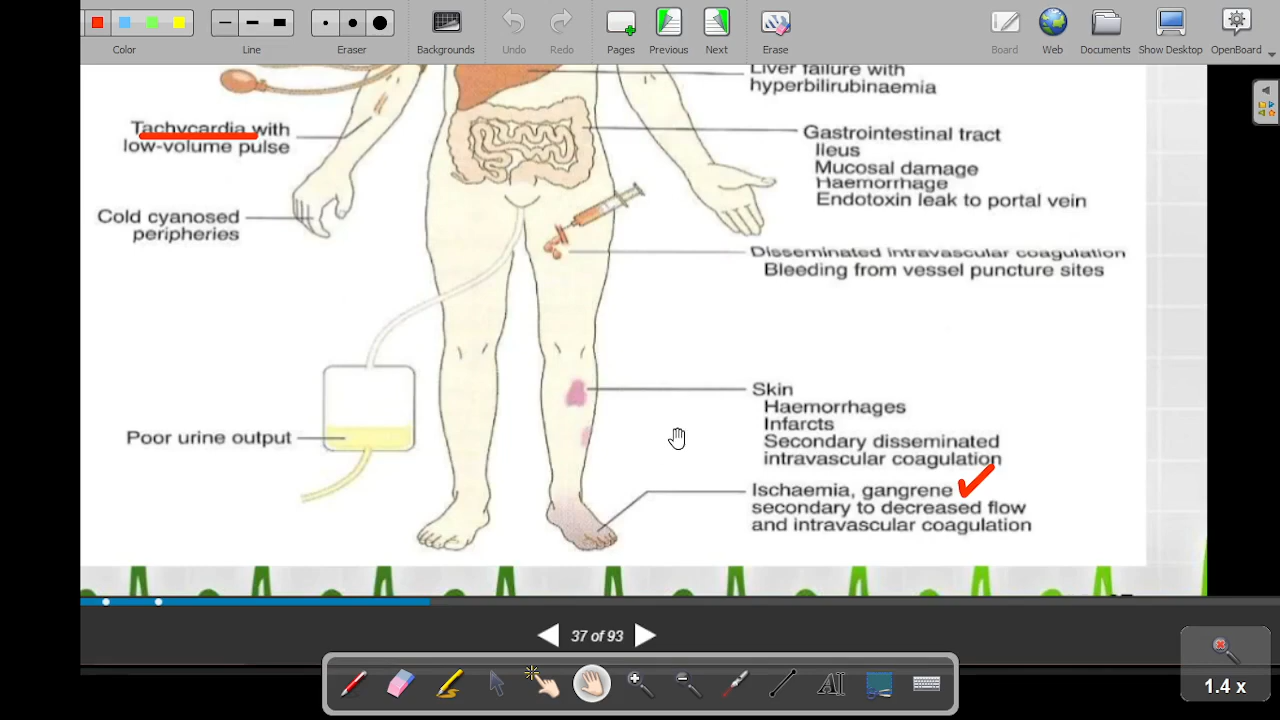 Color
Line
Eraser
Backgrounds
Undo
Redo
Pages
Previous
Next
Erase
Board
Web
Documents
Show Desktop
OpenBoard
Liver failure with
hyperbilirubinaemia
Tachycardia with
low-volume pulse
Gastrointestinal tract
Ileus
Mucosal damage
Haemorrhage
Endotoxin leak to portal vein
Cold cyanosed
peripheries
Disseminated intravascular coagulation
Bleeding from vessel puncture sites
Skin
Haemorrhages
Infarcts
Secondary disseminated
intravascular coagulation
Poor urine output
Ischaemia, gangrene
secondary to decreased flow
and intravascular coagulation
37 of 93
1.4 x